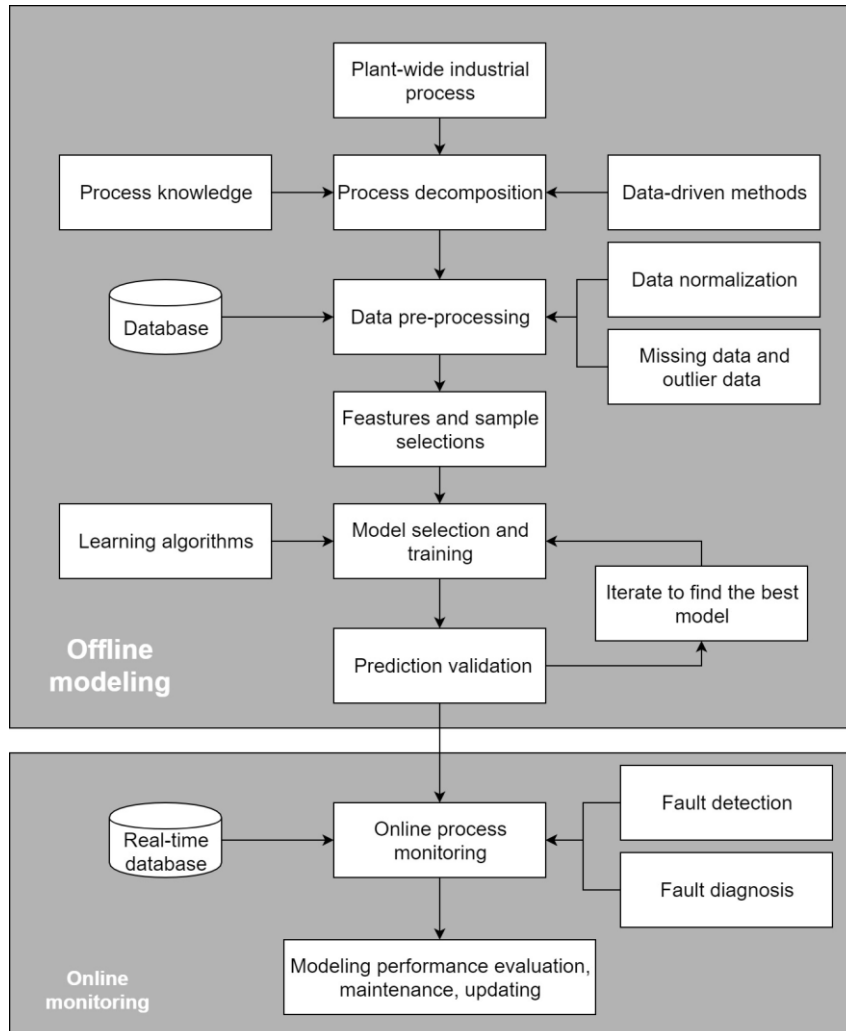 Plant-wide industrial
process
Process knowledge
Process decomposition
Data-driven methods
Database
Data pre-processing
Data normalization
Missing data and
outlier data
Feastures and sample
selections
Learning algorithms
Model selection and
training
Iterate to find the best
model
Prediction validation
Offline
modeling
Real-time
database
Online process
monitoring
Fault detection
Fault diagnosis
Modeling performance evaluation,
maintenance, updating
Online
monitoring